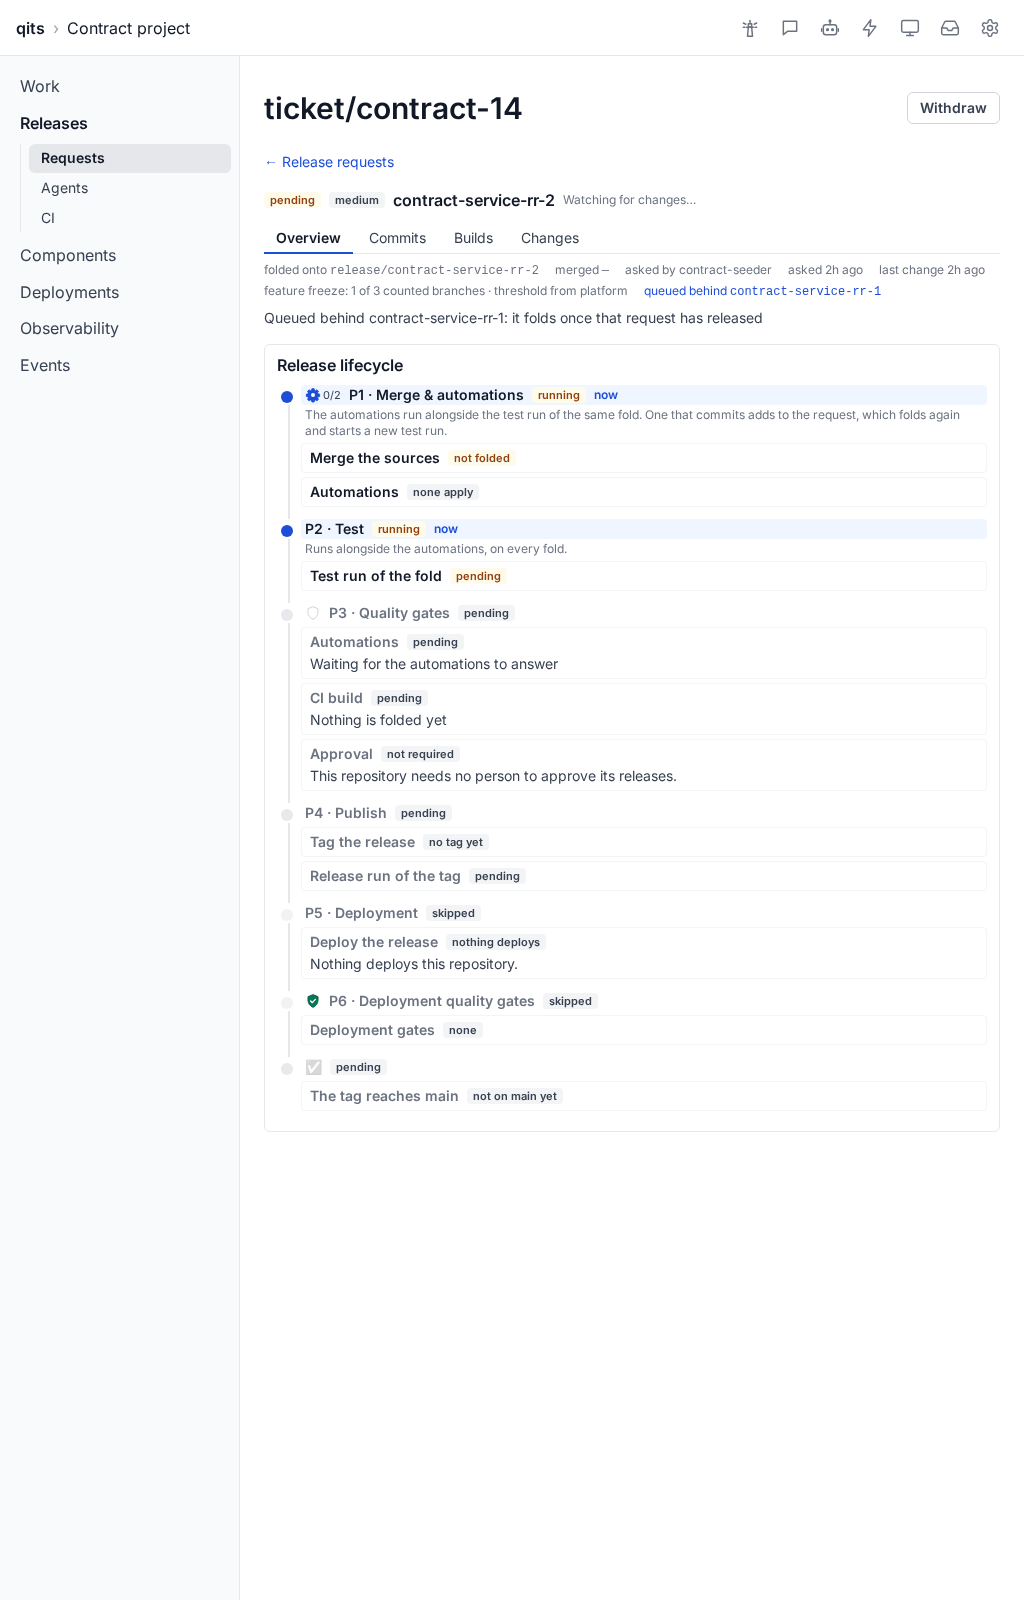 qits › Contract project
Work
Releases
Requests
Agents
CI
Components
Deployments
Observability
Events
ticket/contract-14
Withdraw
← Release requests
pending medium contract-service-rr-2 Watching for changes…
Overview Commits Builds Changes
folded onto release/contract-service-rr-2 merged — asked by contract-seeder asked 2h ago last change 2h ago
feature freeze: 1 of 3 counted branches · threshold from platform queued behind contract-service-rr-1
Queued behind contract-service-rr-1: it folds once that request has released
Release lifecycle
0/2 P1 · Merge & automations running now
The automations run alongside the test run of the same fold. One that commits adds to the request, which folds again
and starts a new test run.
Merge the sources not folded
Automations none apply
P2 · Test running now
Runs alongside the automations, on every fold.
Test run of the fold pending
P3 · Quality gates pending
Automations pending
Waiting for the automations to answer
CI build pending
Nothing is folded yet
Approval not required
This repository needs no person to approve its releases.
P4 · Publish pending
Tag the release no tag yet
Release run of the tag pending
P5 · Deployment skipped
Deploy the release nothing deploys
Nothing deploys this repository.
P6 · Deployment quality gates skipped
Deployment gates none
pending
The tag reaches main not on main yet